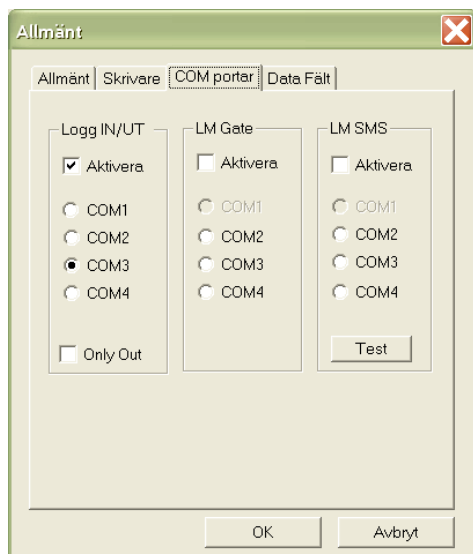 Allmänt
Allmänt Skrivare COM portar Data Fält
Logg IN/UT
Aktivera
COM1
COM2
COM3
COM4
Only Out
LM Gate
Aktivera
COM1
COM2
COM3
COM4
LM SMS
Aktivera
COM1
COM2
COM3
COM4
Test
OK Avbryt